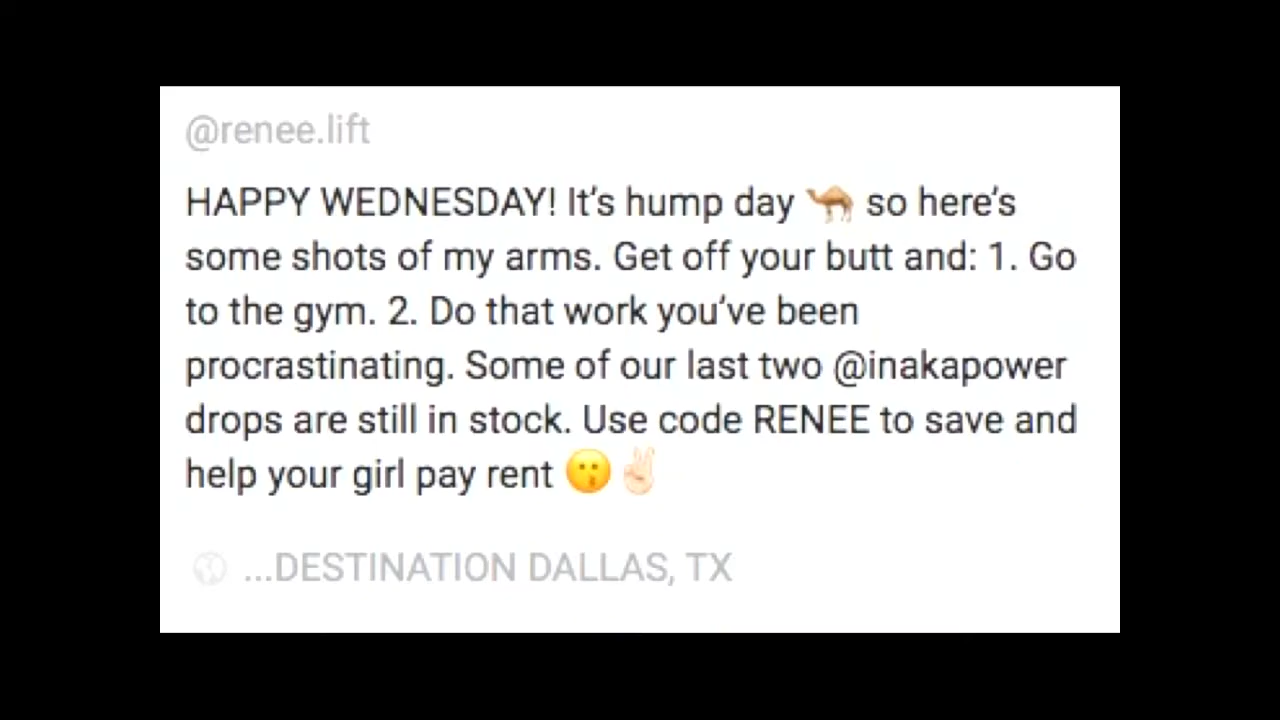 @renee.lift
HAPPY WEDNESDAY! It’s hump day 🐪 so here’s
some shots of my arms. Get off your butt and: 1. Go
to the gym. 2. Do that work you’ve been
procrastinating. Some of our last two @inakapower
drops are still in stock. Use code RENEE to save and
help your girl pay rent 😗✌🏻
...DESTINATION DALLAS, TX